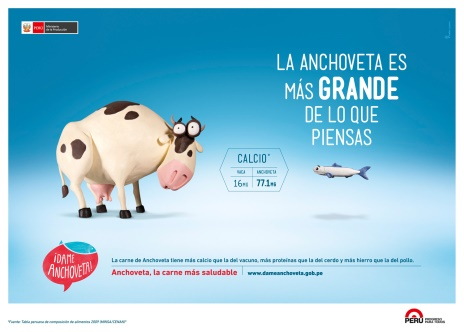 PERÚ
Ministerio
de la Producción
LA ANCHOVETA ES
MÁS GRANDE
DE LO QUE
PIENSAS
CALCIO*
VACA ANCHOVETA
16MG 77.1MG
¡DAME
ANCHOVETA!
La carne de Anchoveta tiene más calcio que la del vacuno, más proteínas que la del cerdo y más hierro que la del pollo.
Anchoveta, la carne más saludable | www.dameanchoveta.gob.pe
*Fuente: Tabla peruana de composición de alimentos 2009 (MINSA/CENAN)
PERÚ PROGRESO
PARA TODOS